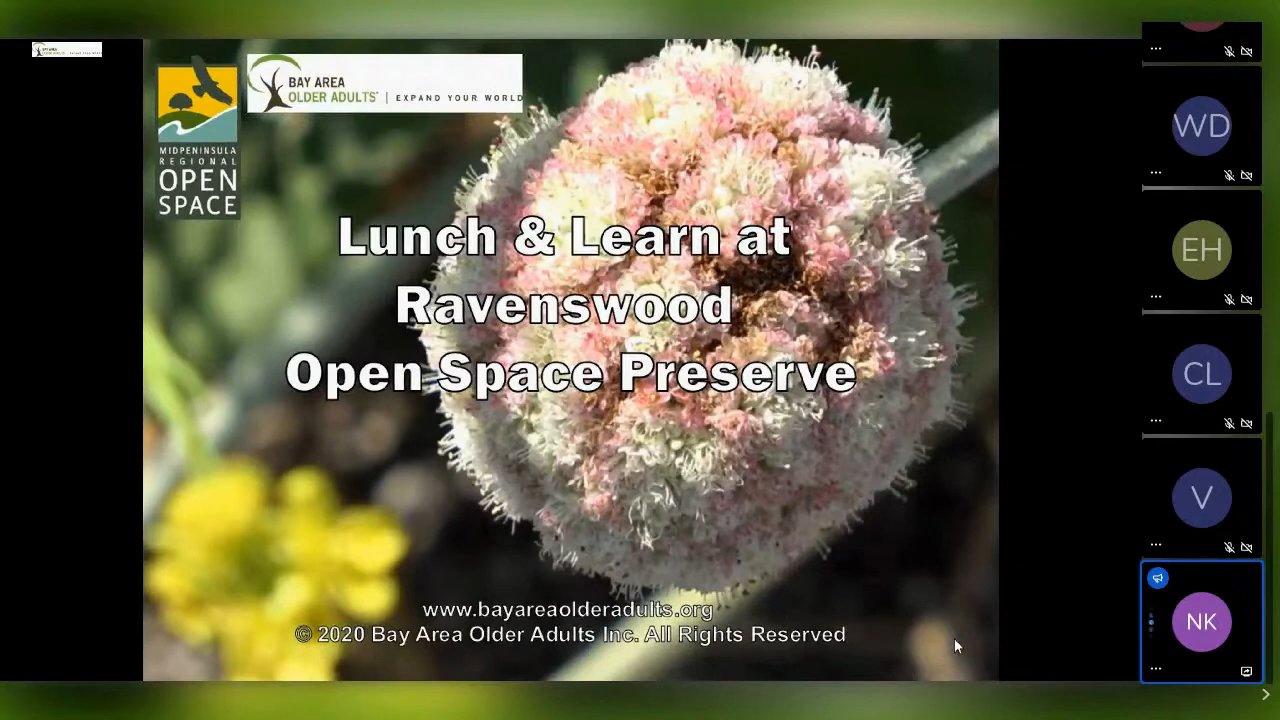 MIDPENINSULA
REGIONAL
OPEN
SPACE
BAY AREA
OLDER ADULTS | EXPAND YOUR WORLD
Lunch & Learn at
Ravenswood
Open Space Preserve
www.bayareaolderadults.org
© 2020 Bay Area Older Adults Inc. All Rights Reserved
WD
EH
CL
V
NK